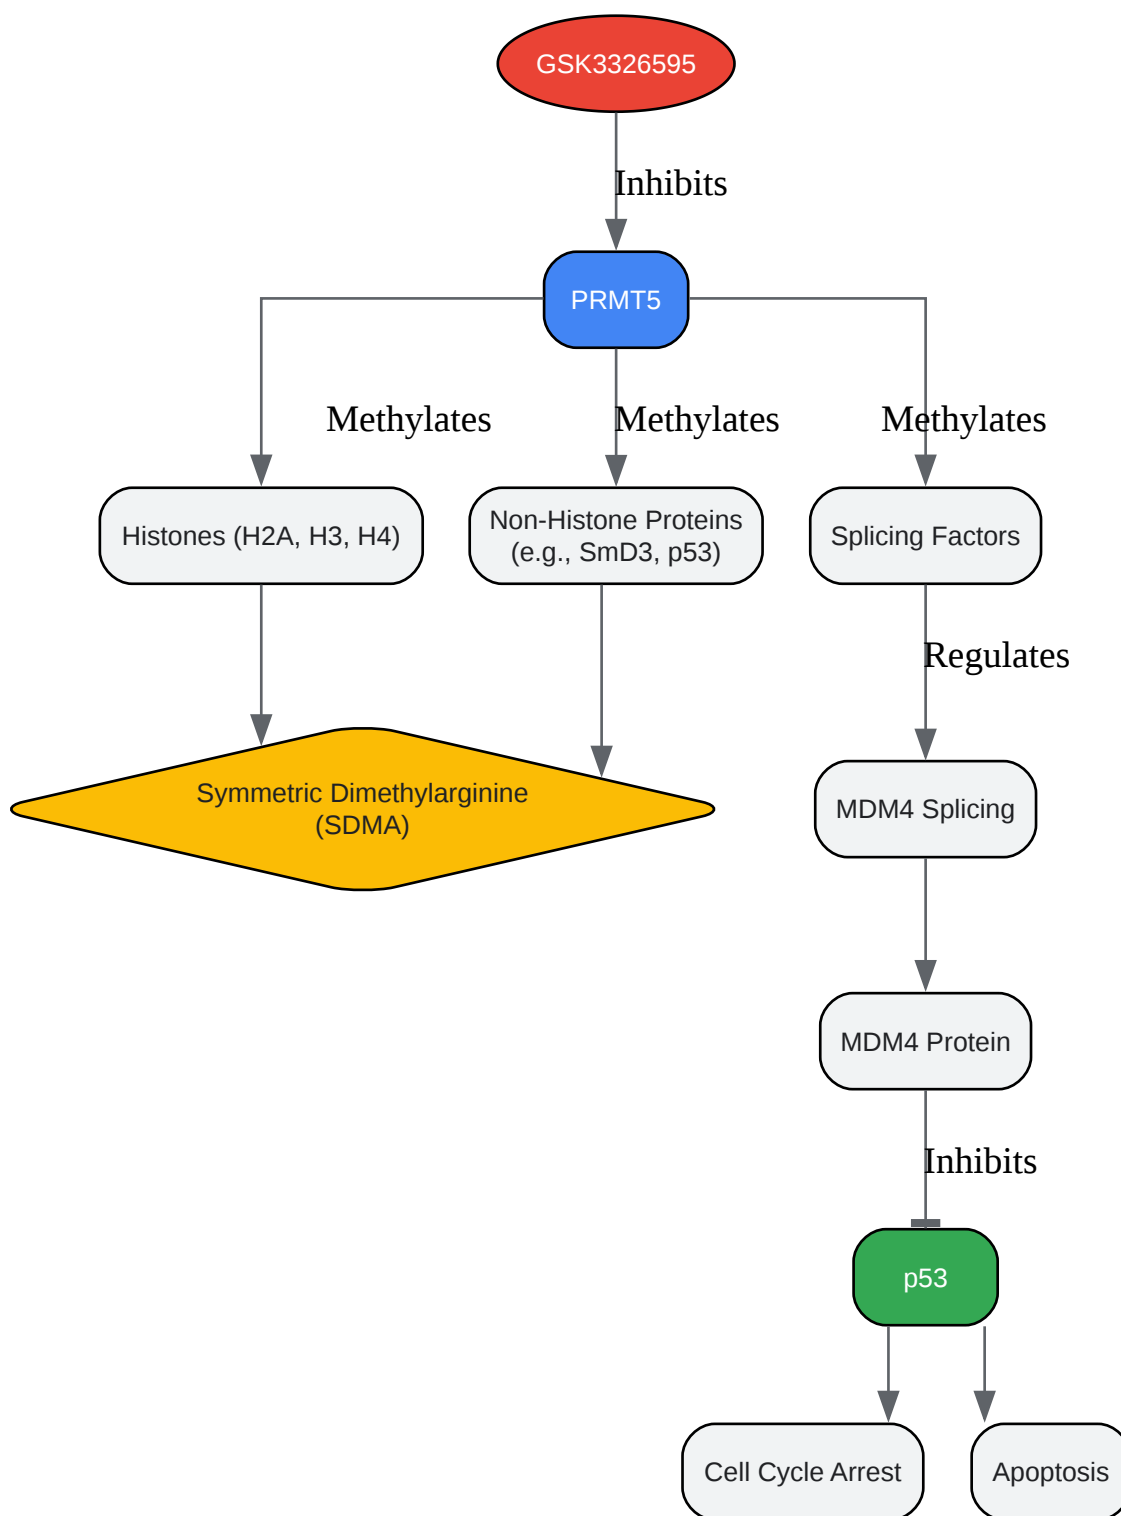 GSK3326595
Inhibits
PRMT5
Methylates
Methylates
Methylates
Histones (H2A, H3, H4)
Non-Histone Proteins
(e.g., SmD3, p53)
Splicing Factors
Regulates
Symmetric Dimethylarginine
(SDMA)
MDM4 Splicing
MDM4 Protein
Inhibits
p53
Cell Cycle Arrest
Apoptosis